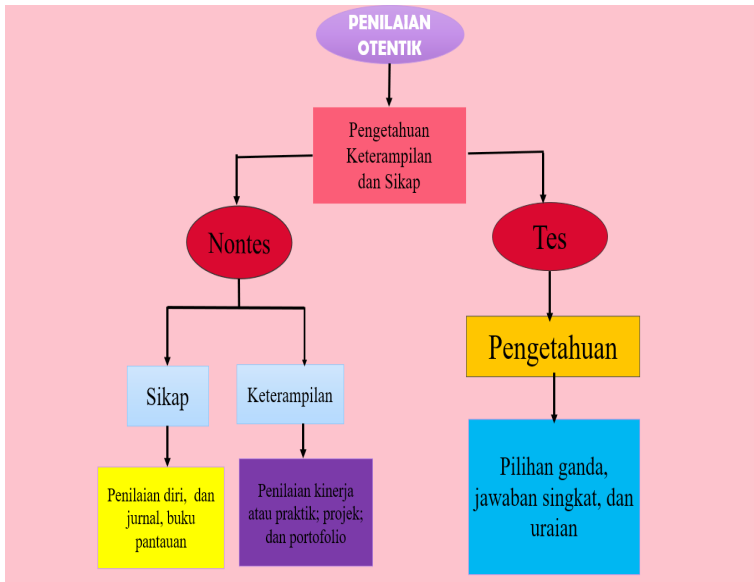 PENILAIAN
OTENTIK
Pengetahuan
Keterampilan
dan Sikap
Nontes
Tes
Pengetahuan
Sikap
Keterampilan
Penilaian diri, dan
jurnal, buku
pantauan
Penilaian kinerja
atau praktik; projek;
dan portofolio
Pilihan ganda,
jawaban singkat, dan
uraian